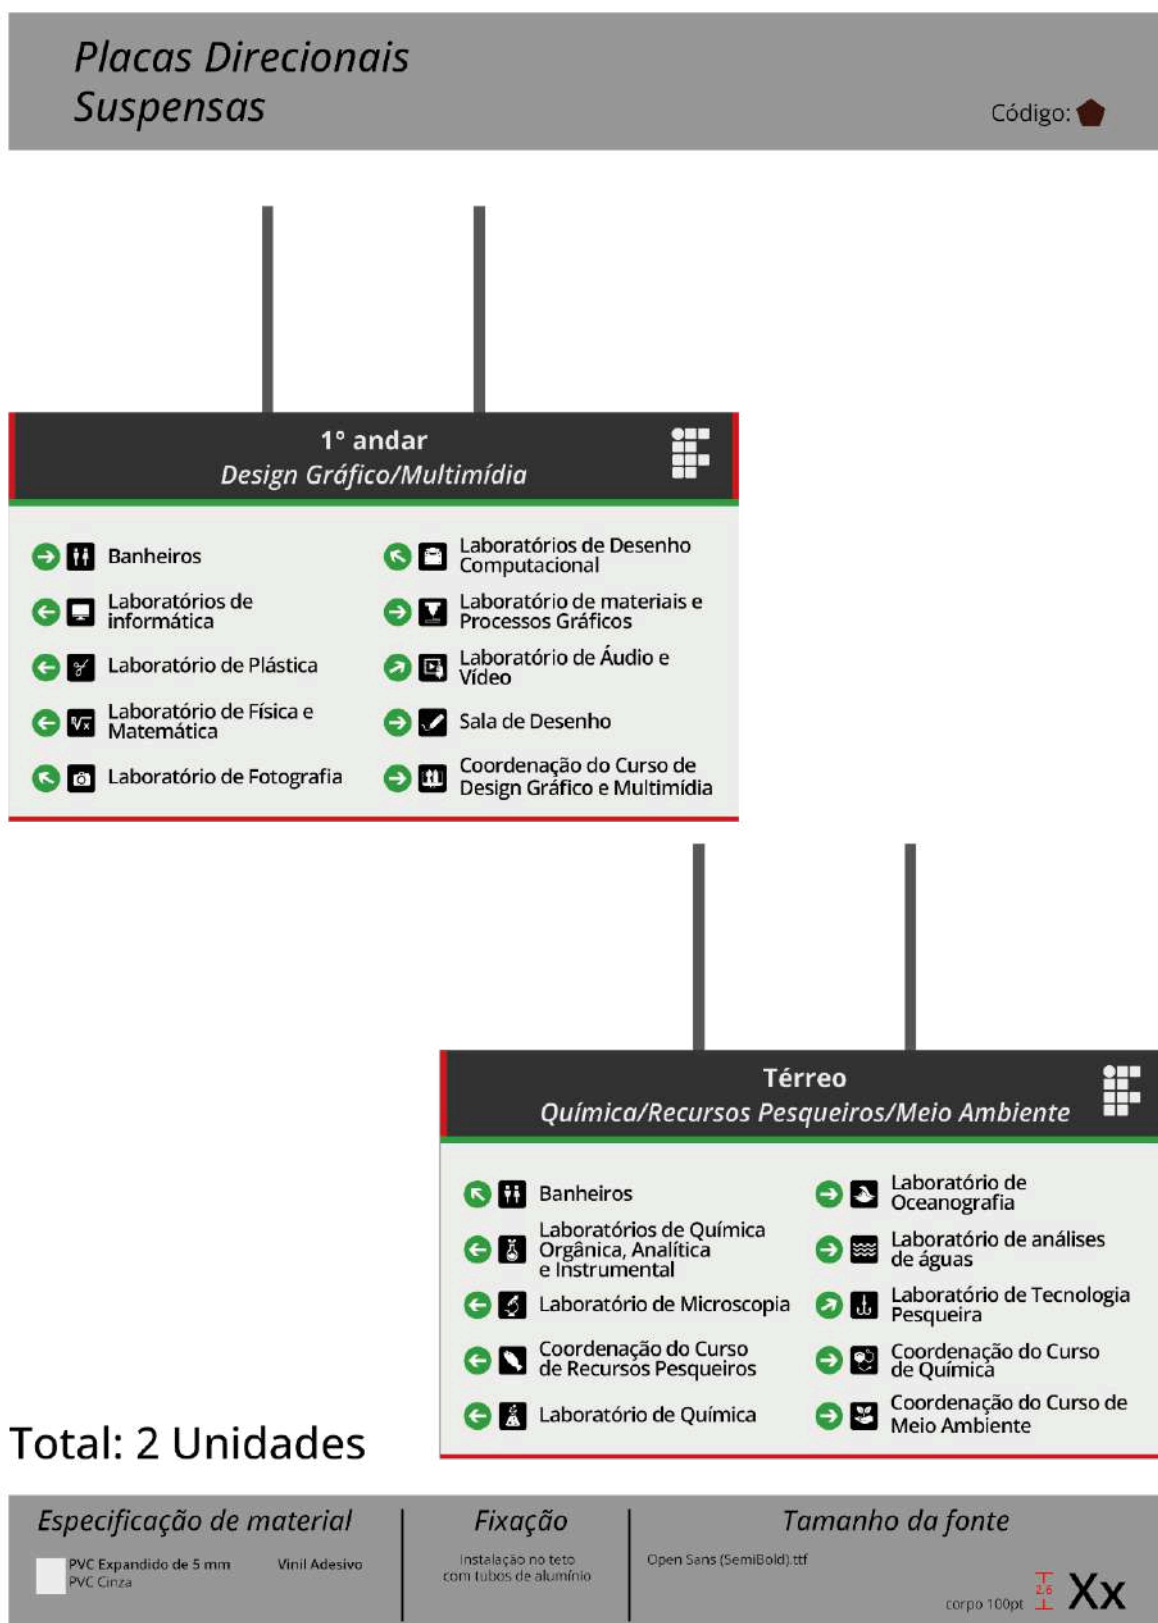 Placas Direcionais
Suspensas
Código:
1° andar
Design Gráfico/Multimídia
Banheiros
Laboratórios de
informática
Laboratório de Plástica
Laboratório de Física e
Matemática
Laboratório de Fotografia
Laboratórios de Desenho
Computacional
Laboratório de materiais e
Processos Gráficos
Laboratório de Áudio e
Vídeo
Sala de Desenho
Coordenação do Curso de
Design Gráfico e Multimídia
Térreo
Química/Recursos Pesqueiros/Meio Ambiente
Banheiros
Laboratórios de Química
Orgânica, Analítica
e Instrumental
Laboratório de Microscopia
Coordenação do Curso
de Recursos Pesqueiros
Laboratório de Química
Laboratório de
Oceanografia
Laboratório de análises
de águas
Laboratório de Tecnologia
Pesqueira
Coordenação do Curso
de Química
Coordenação do Curso de
Meio Ambiente
Total: 2 Unidades
Especificação de material
PVC Expandido de 5 mm
PVC Cinza
Vinil Adesivo
Fixação
Instalação no teto
com tubos de alumínio
Tamanho da fonte
Open Sans (SemiBold).ttf
corpo 100pt
2,6
Xx